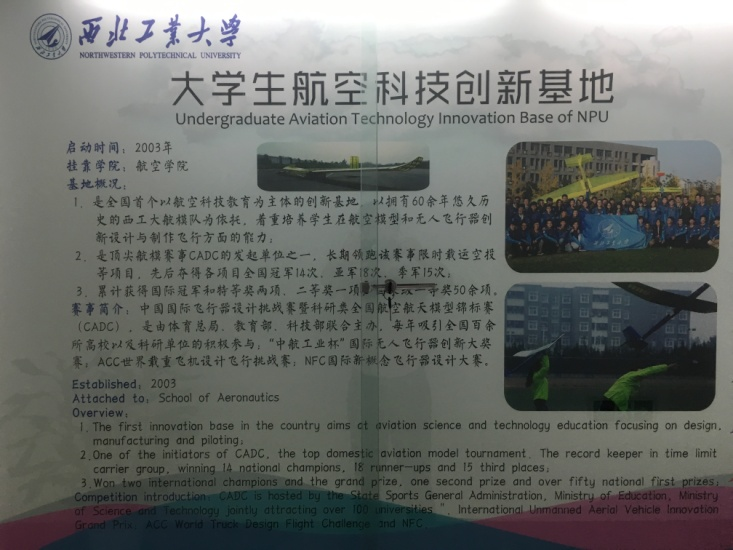 西北工业大学
NORTHWESTERN POLYTECHNICAL UNIVERSITY
大学生航空科技创新基地
Undergraduate Aviation Technology Innovation Base of NPU
启动时间：2003年
挂靠学院：航空学院
基地概况：
1．是全国首个以航空科技教育为主体的创新基地，以拥有60余年悠久历
史的西工大航模队为依托，着重培养学生在航空模型和无人飞行器创
新设计与制作飞行方面的能力；
2．是顶尖航模赛事CADC的发起单位之一，长期领跑该赛事限时载运空投
等项目，先后夺得各项目全国冠军14次、亚军18次、季军15次；
3．累计获得国际冠军和特等奖两项、二等奖一项，一等奖50余项。
赛事简介：中国国际飞行器设计挑战赛暨科研类全国航空航天模型锦标赛
（CADC），是由体育总局、教育部、科技部联合主办，每年吸引全国百余
所高校以及科研单位的积极参与；“中航工业杯”国际无人飞行器创新大奖
赛；ACC世界载重飞机设计飞行挑战赛；NFC国际新概念飞行器设计大赛。
Established：2003
Attached to：School of Aeronautics
Overview：
1.The first innovation base in the country aims at aviation science and technology education focusing on design,
manufacturing and piloting;
2.One of the initiators of CADC, the top domestic aviation model tournament. The record keeper in time limit
carrier group, winning 14 national champions, 18 runner-ups and 15 third places;
3.Won two international champions and the grand prize, one second prize and over fifty national first prizes;
Competition introduction: CADC is hosted by the State Sports General Administration, Ministry of Education, Ministry
of Science and Technology jointly attracting over 100 universities ", International Unmanned Aerial Vehicle Innovation
Grand Prix, ACC World Truck Design Flight Challenge and NFC